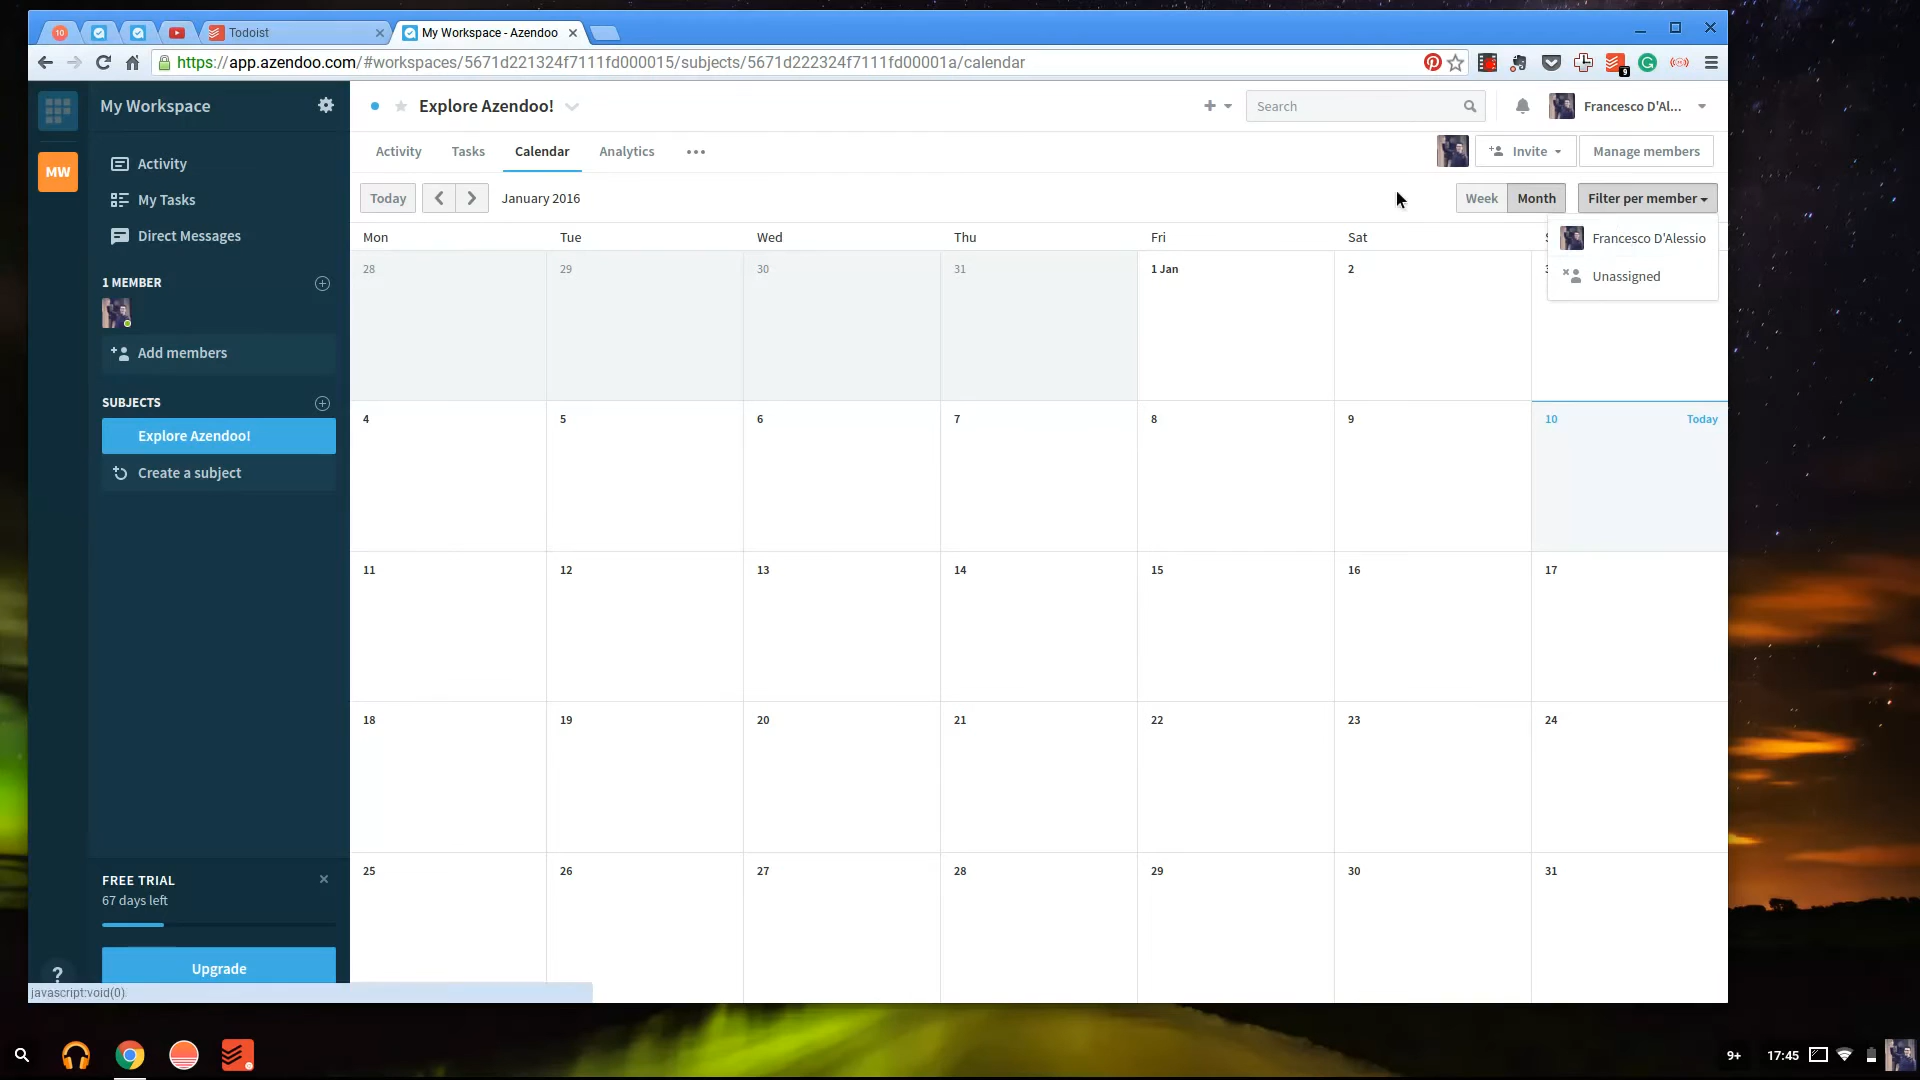 10
Todoist
My Workspace - Azendoo
https://app.azendoo.com/#workspaces/5671d221324f7111fd000015/subjects/5671d222324f7111fd00001a/calendar
9
My Workspace
Explore Azendoo!
Search
Francesco D'Al...
MW
Activity
My Tasks
Direct Messages
1 MEMBER
Add members
SUBJECTS
Explore Azendoo!
Create a subject
FREE TRIAL
67 days left
Upgrade
?
javascript:void(0)
Activity Tasks Calendar Analytics
Invite
Manage members
Today
January 2016
Week Month
Filter per member
Francesco D'Alessio
Unassigned
Mon Tue Wed Thu Fri Sat
28 29 30 31 1 Jan 2
4 5 6 7 8 9 10 Today
11 12 13 14 15 16 17
18 19 20 21 22 23 24
25 26 27 28 29 30 31
9+
17:45